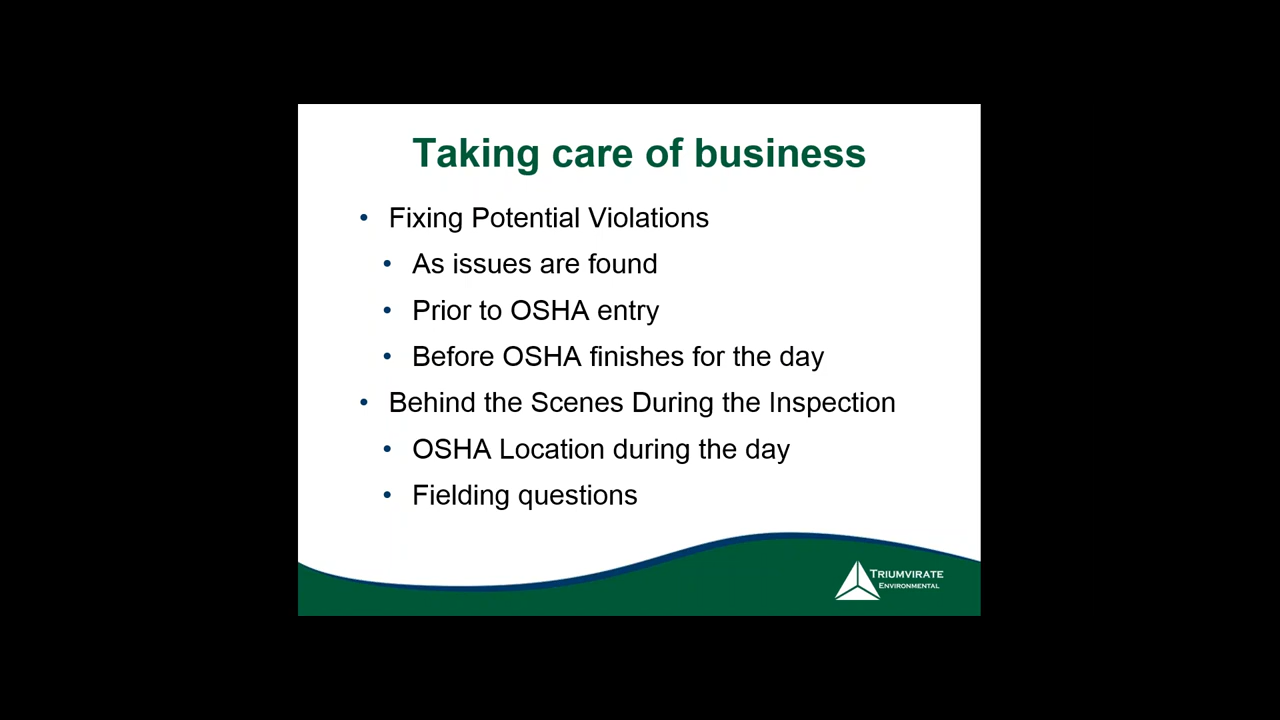 Taking care of business
• Fixing Potential Violations
• As issues are found
• Prior to OSHA entry
• Before OSHA finishes for the day
• Behind the Scenes During the Inspection
• OSHA Location during the day
• Fielding questions
TRIUMVIRATE
ENVIRONMENTAL